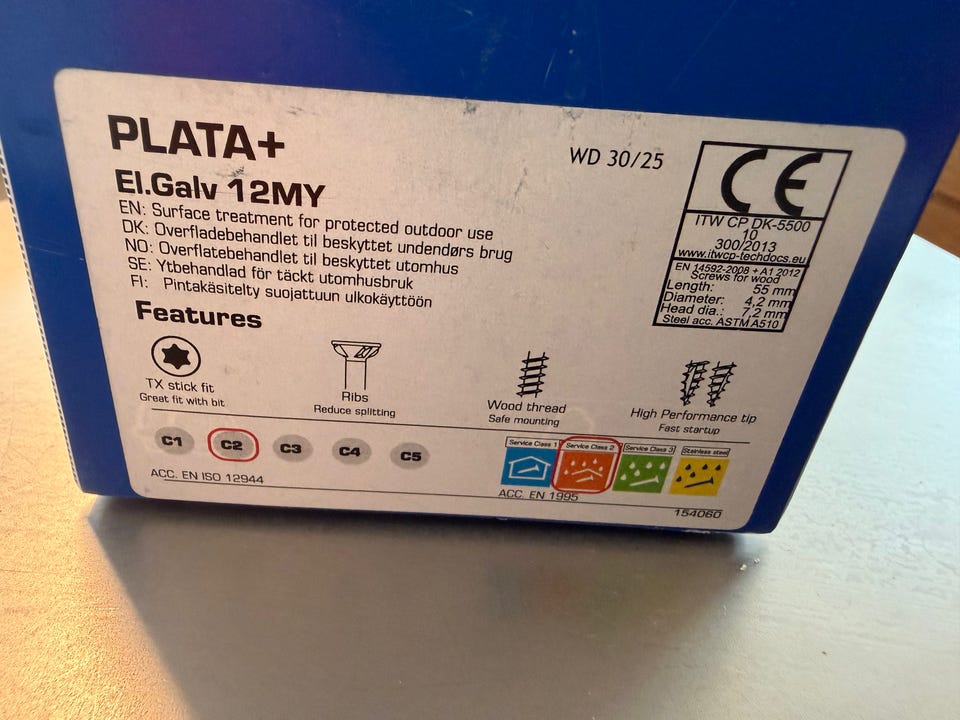 PLATA+
El.Galv 12MY
EN: Surface treatment for protected outdoor use
DK: Overfladebehandlet til beskyttet undendørs brug
NO: Overflatebehandlet til beskyttet utomhus
SE: Ytbehandlad för täckt utomhusbruk
FI: Pintakäsitelty suojattuun ulkokäyttöön
WD 30/25
CE
ITW CP DK-5500
10
300/2013
www.itwcp-techdocs.eu
EN 14592-2008 + A1 2012
Screws for wood
Length: 55 mm
Diameter: 4,2 mm
Head dia.: 7,2 mm
Steel acc. ASTM A510
Features
TX stick fit
Great fit with bit
Ribs
Reduce splitting
Wood thread
Safe mounting
High Performance tip
Fast startup
C1 C2 C3 C4 C5
ACC. EN ISO 12944
Service Class 1 Service Class 2 Service Class 3 Stainless steel
ACC. EN 1995
154060